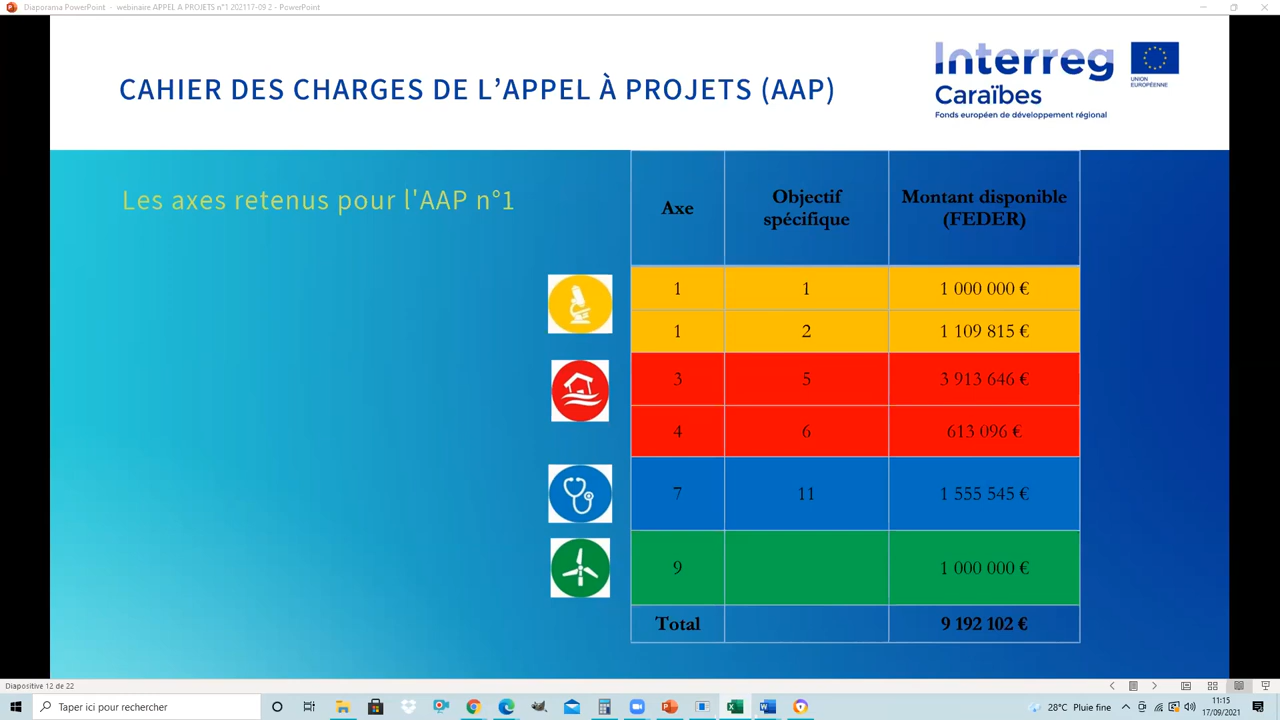 Diaporama PowerPoint - webinaire APPEL A PROJETS n°1 202117-09 2 - PowerPoint
CAHIER DES CHARGES DE L'APPEL À PROJETS (AAP)
Interreg
UNION
EUROPÉENNE
Caraïbes
Fonds européen de développement régional
Les axes retenus pour l'AAP n°1
Axe
Objectif
spécifique
Montant disponible
(FEDER)
1 1 1 000 000 €
1 2 1 109 815 €
3 5 3 913 646 €
4 6 613 096 €
7 11 1 555 545 €
9 1 000 000 €
Total 9 192 102 €
Diapositive 12 de 22
Taper ici pour rechercher
28°C Pluie fine
11:15
17/09/2021